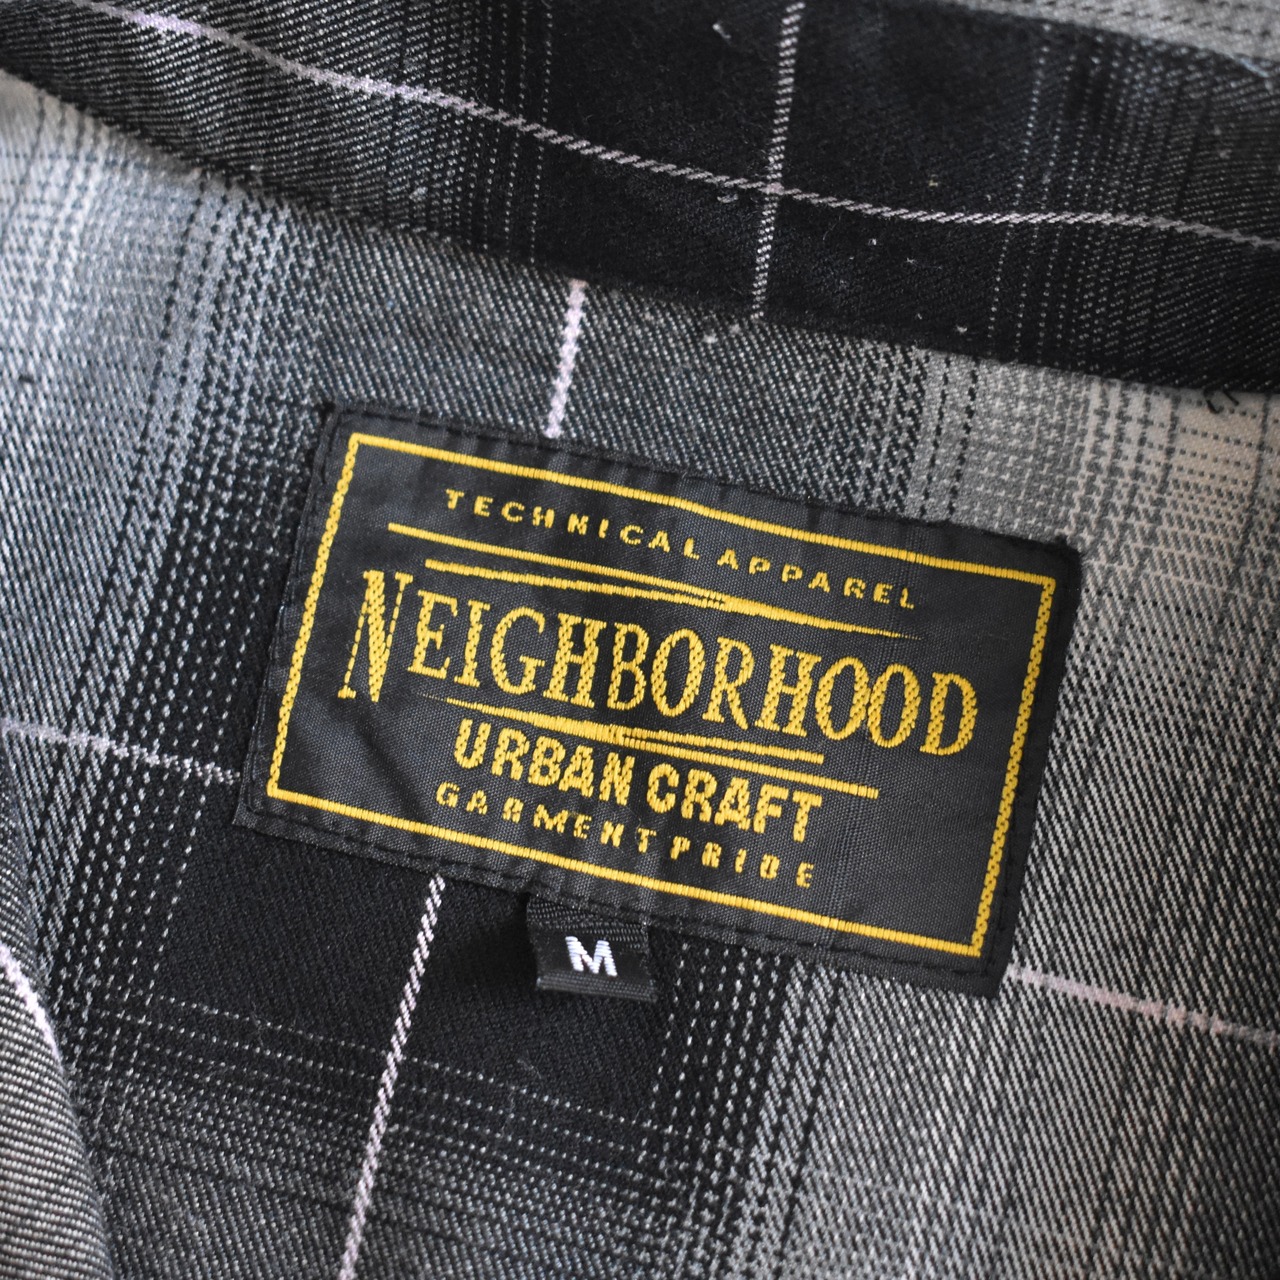 TECHNICAL APPAREL
NEIGHBORHOOD
URBAN CRAFT
GARMENT PRIDE
M